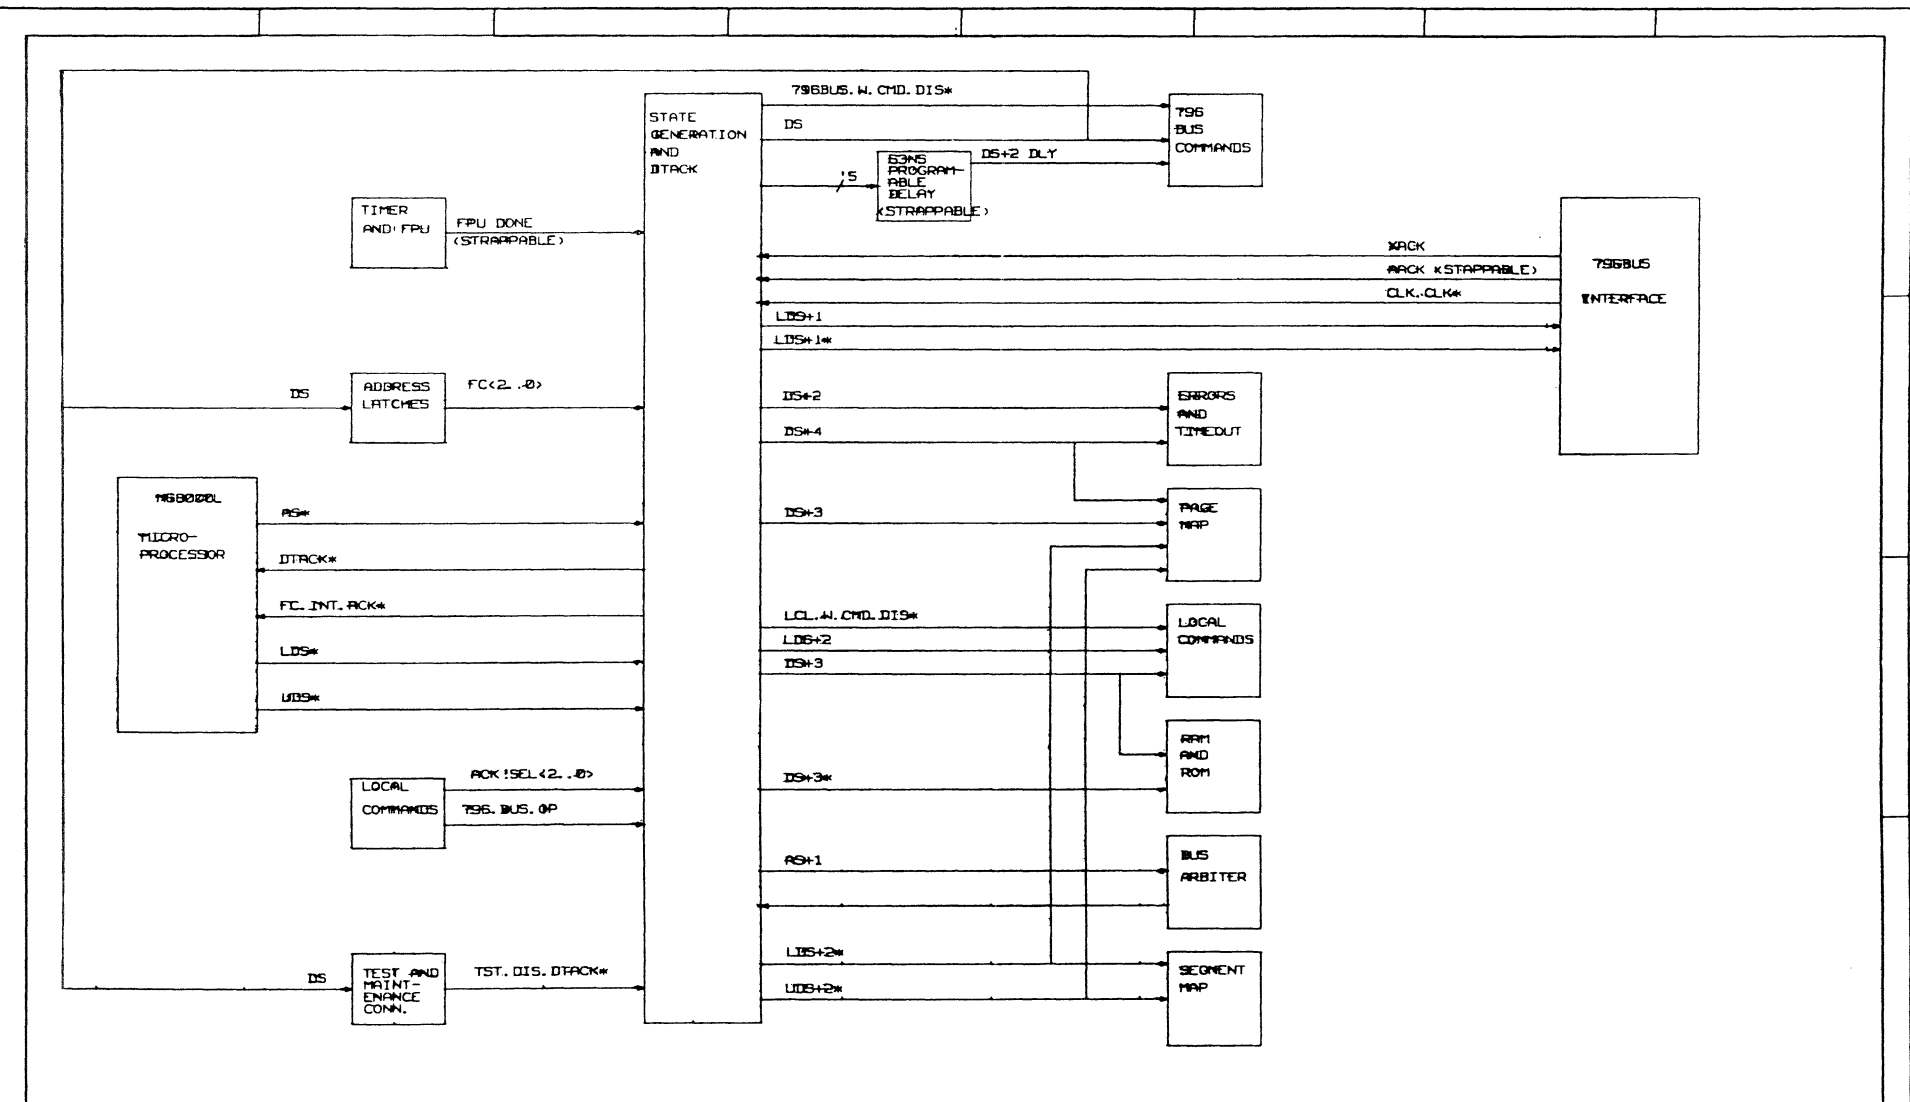 796BUS.W.CMD.DIS*
DS
STATE
GENERATION
AND
DTACK
796
BUS
COMMANDS
63NS
PROGRAM-
ABLE
DELAY
(STRAPPABLE)
DS+2 DLY
'5
TIMER
AND FPU
FPU DONE
(STRAPPABLE)
XACK
AACK (STAPPABLE)
CLK.CLK*
796BUS
INTERFACE
LDS+1
LDS+1*
DS
ADDRESS
LATCHES
FC<2..0>
DS+2
DS+4
ERRORS
AND
TIMEOUT
M68000L
MICRO-
PROCESSOR
AS*
DTACK*
FC.INT.ACK*
LDS*
UDS*
DS+3
PAGE
MAP
LCL.W.CMD.DIS*
LDS+2
DS+3
LOCAL
COMMANDS
DS+3*
RAM
AND
ROM
LOCAL
COMMANDS
ACK!SEL<2..0>
796.BUS.OP
AS+1
BUS
ARBITER
DS
TEST AND
MAINT-
ENANCE
CONN.
TST.DIS.DTACK*
LDS+2*
UDS+2*
SEGMENT
MAP